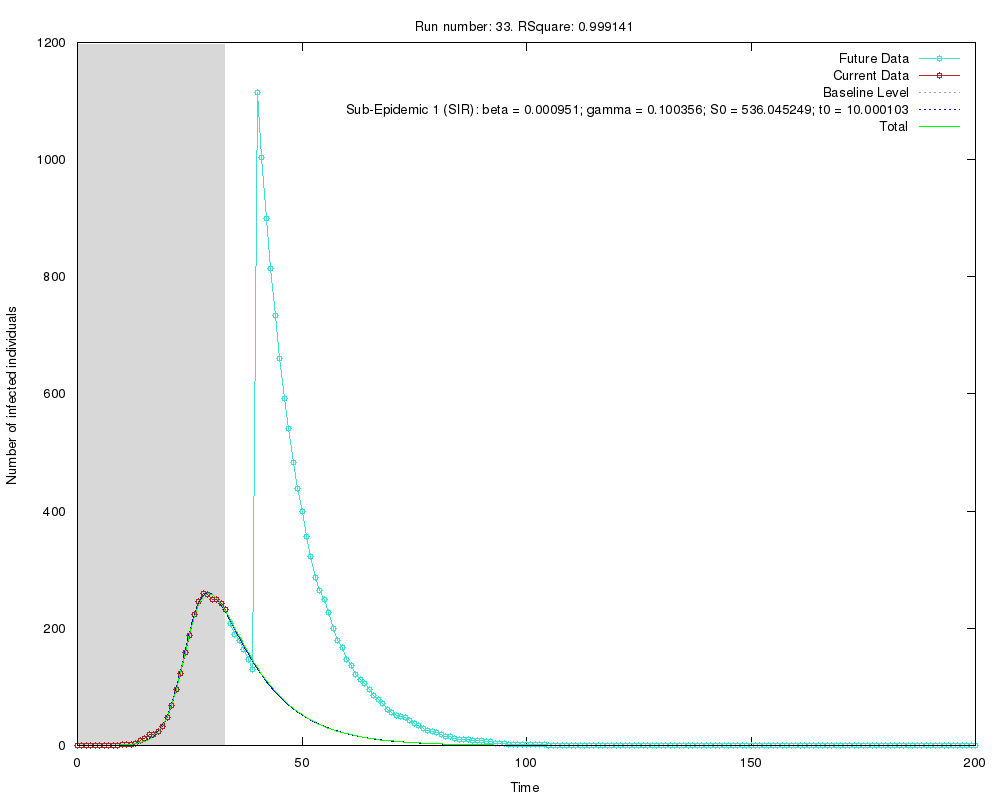 Run number: 33. RSquare: 0.999141
1200
1000
800
600
400
200
0
0
50
100
150
200
Number of infected individuals
Time
Future Data
Current Data
Baseline Level
Sub-Epidemic 1 (SIR): beta = 0.000951; gamma = 0.100356; S0 = 536.045249; t0 = 10.000103
Total